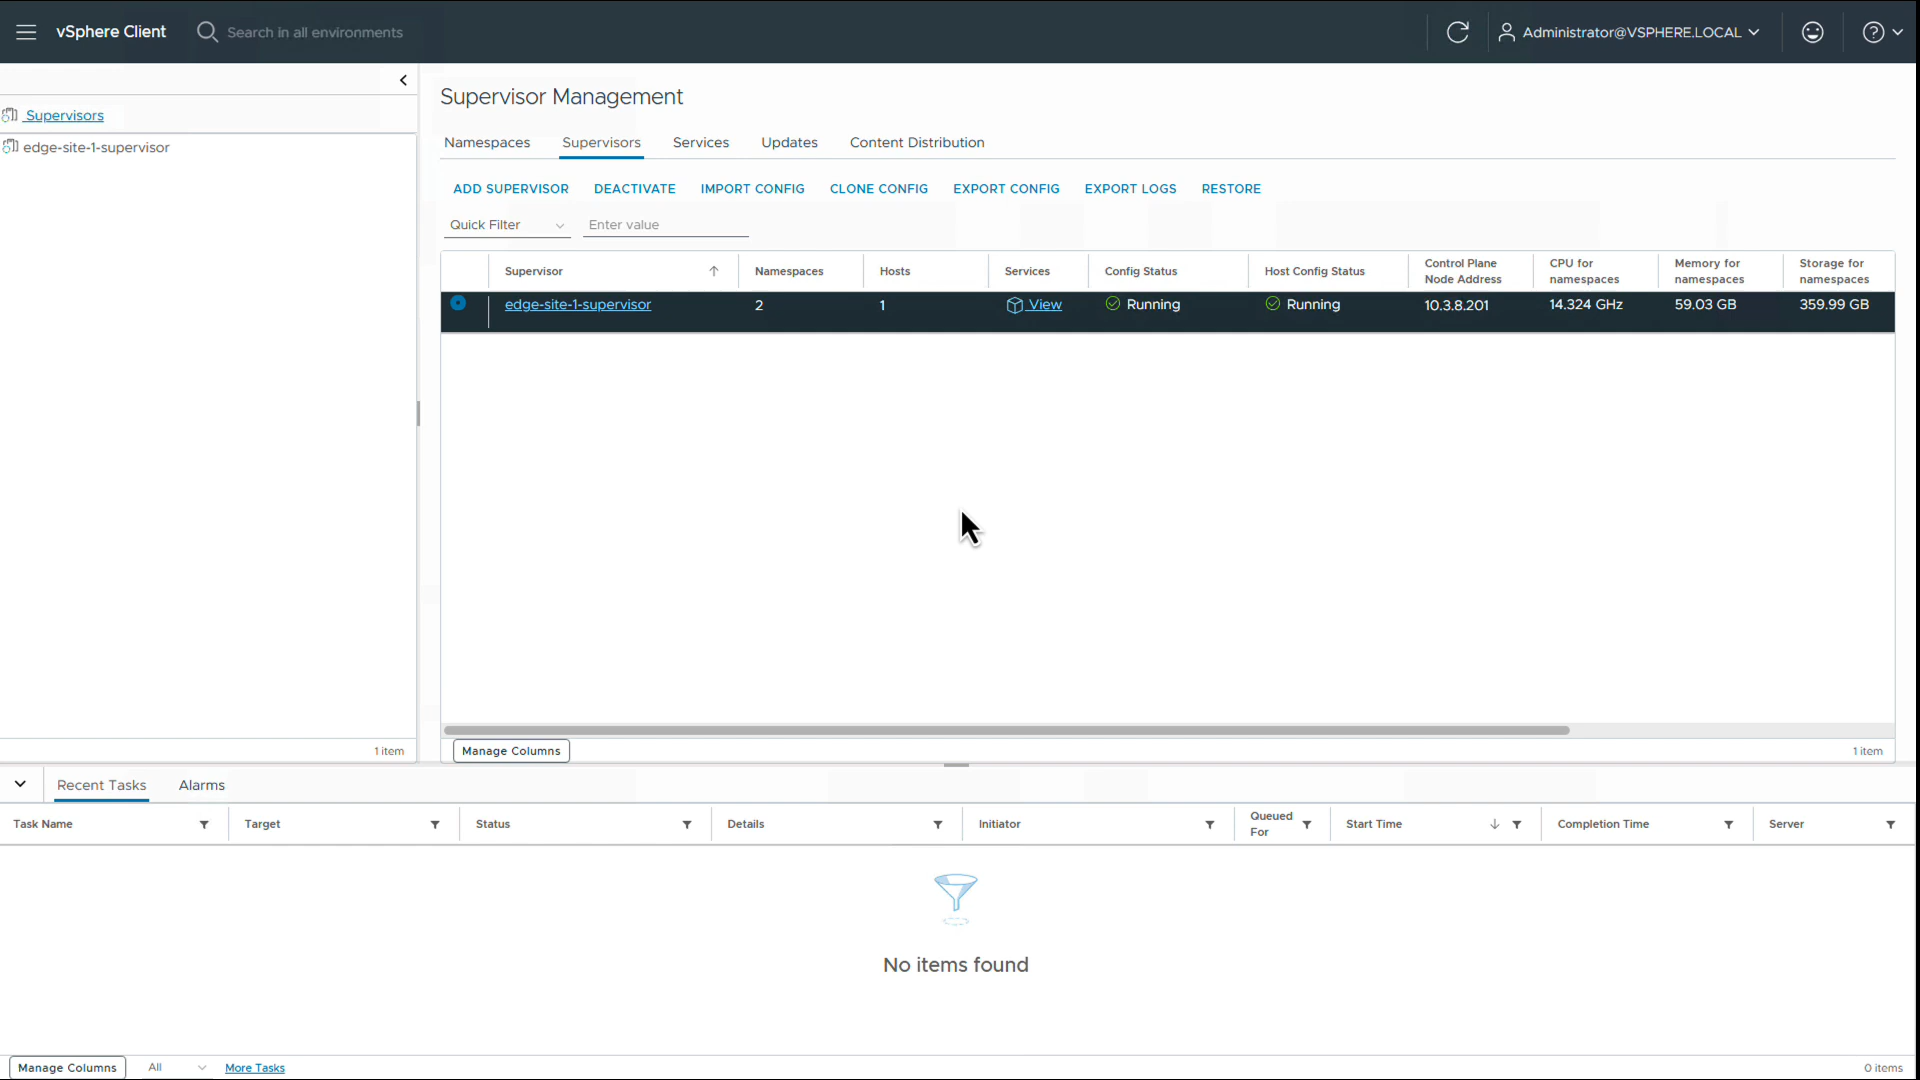 vSphere Client
Search in all environments
Administrator@VSPHERE.LOCAL
Supervisors
edge-site-1-supervisor
1 item
Supervisor Management
Namespaces Supervisors Services Updates Content Distribution
ADD SUPERVISOR DEACTIVATE IMPORT CONFIG CLONE CONFIG EXPORT CONFIG EXPORT LOGS RESTORE
Quick Filter Enter value
Supervisor Namespaces Hosts Services Config Status Host Config Status Control Plane Node Address CPU for namespaces Memory for namespaces Storage for namespaces
edge-site-1-supervisor 2 1 View Running Running 10.3.8.201 14.324 GHz 59.03 GB 359.99 GB
Manage Columns 1 item
Recent Tasks Alarms
Task Name Target Status Details Initiator Queued For Start Time Completion Time Server
No items found
Manage Columns All More Tasks 0 items